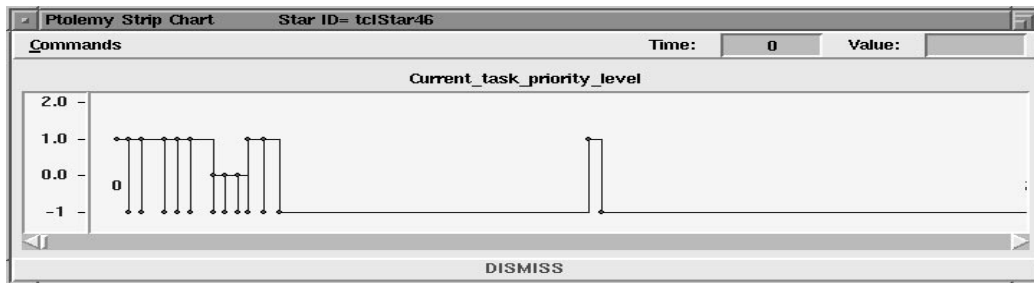 Ptolemy Strip Chart Star ID= tclStar46
Commands Time: 0 Value:
Current_task_priority_level
2.0
1.0
0.0
0
-1
DISMISS